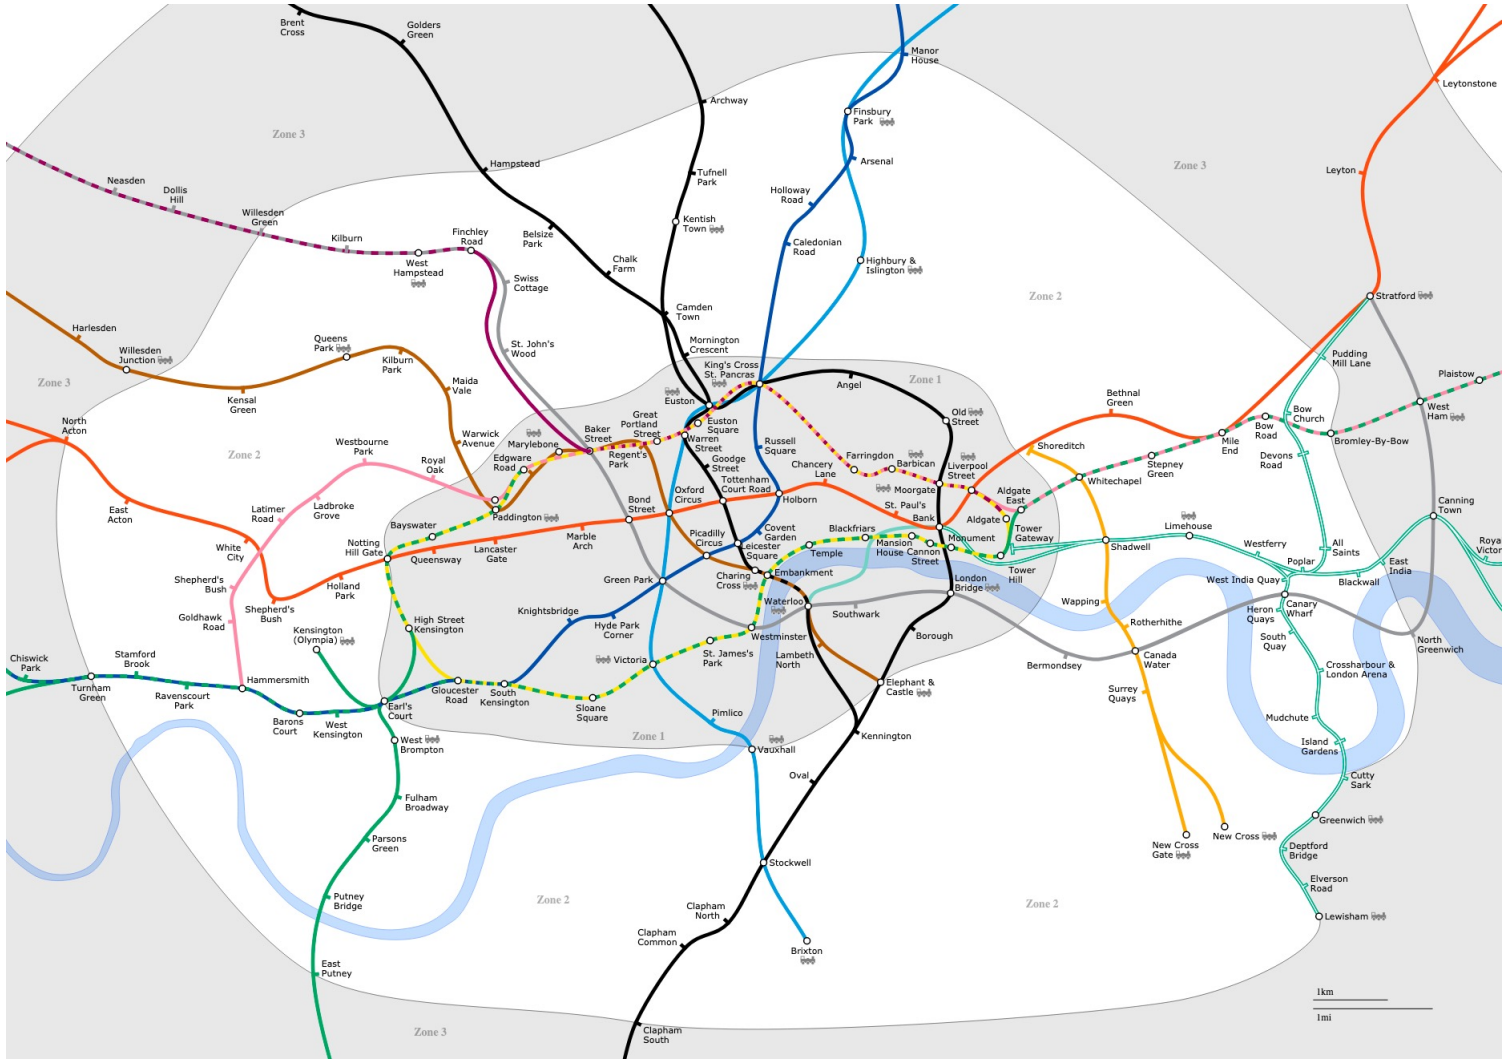 Brent
Cross
Golders
Green
Manor
House
Leytonstone
Archway
Finsbury
Park
Zone 3
Zone 3
Hampstead
Arsenal
Tufnell
Park
Leyton
Neasden
Dollis
Hill
Holloway
Road
Willesden
Green
Kentish
Town
Kilburn
Finchley
Road
Belsize
Park
Caledonian
Road
West
Hampstead
Chalk
Farm
Highbury &
Islington
Swiss
Cottage
Zone 2
Stratford
Camden
Town
Harlesden
Queens
Park
St. John's
Wood
Mornington
Crescent
Willesden
Junction
Kilburn
Park
King's Cross
St. Pancras
Pudding
Mill Lane
Zone 3
Maida
Vale
Zone 1
Angel
Plaistow
Kensal
Green
Euston
Bethnal
Green
Old
Street
Bow
Church
West
Ham
North
Acton
Great
Portland
Street
Euston
Square
Baker
Street
Warwick
Avenue
Marylebone
Warren
Street
Shoreditch
Mile
End
Bow
Road
Bromley-By-Bow
Westbourne
Park
Regent's
Park
Russell
Square
Zone 2
Royal
Oak
Edgware
Road
Goodge
Street
Farringdon
Barbican
Liverpool
Street
Stepney
Green
Devons
Road
Chancery
Lane
Tottenham
Court Road
Whitechapel
Moorgate
Aldgate
East
Bond
Street
Oxford
Circus
Holborn
Ladbroke
Grove
Latimer
Road
East
Acton
Paddington
St. Paul's
Bank
Aldgate
Canning
Town
Bayswater
Limehouse
Marble
Arch
Covent
Garden
Blackfriars
Tower
Gateway
Picadilly
Circus
Leicester
Square
Mansion
House
Cannon
Street
Monument
Notting
Hill Gate
White
City
Lancaster
Gate
Queensway
Temple
Shadwell
Westferry
All
Saints
Poplar
East
India
Royal
Victor
Tower
Hill
Charing
Cross
Embankment
Green Park
Shepherd's
Bush
Holland
Park
London
Bridge
West India Quay
Blackwall
Canary
Wharf
Shepherd's
Bush
Waterloo
Southwark
Wapping
Heron
Quays
Goldhawk
Road
High Street
Kensington
Knightsbridge
Hyde Park
Corner
Westminster
Borough
Rotherhithe
Kensington
(Olympia)
South
Quay
North
Greenwich
Lambeth
North
St. James's
Park
Bermondsey
Canada
Water
Victoria
Chiswick
Park
Stamford
Brook
Crossharbour &
London Arena
Turnham
Green
Ravenscourt
Park
Hammersmith
Gloucester
Road
South
Kensington
Elephant &
Castle
Surrey
Quays
Earl's
Court
Sloane
Square
Barons
Court
West
Kensington
Pimlico
Mudchute
Zone 1
Kennington
West
Brompton
Vauxhall
Island
Gardens
Oval
Cutty
Sark
Fulham
Broadway
Greenwich
New Cross
New Cross
Gate
Parsons
Green
Deptford
Bridge
Stockwell
Elverson
Road
Putney
Bridge
Zone 2
Zone 2
Clapham
North
Lewisham
Clapham
Common
Brixton
East
Putney
1km
1mi
Zone 3
Clapham
South